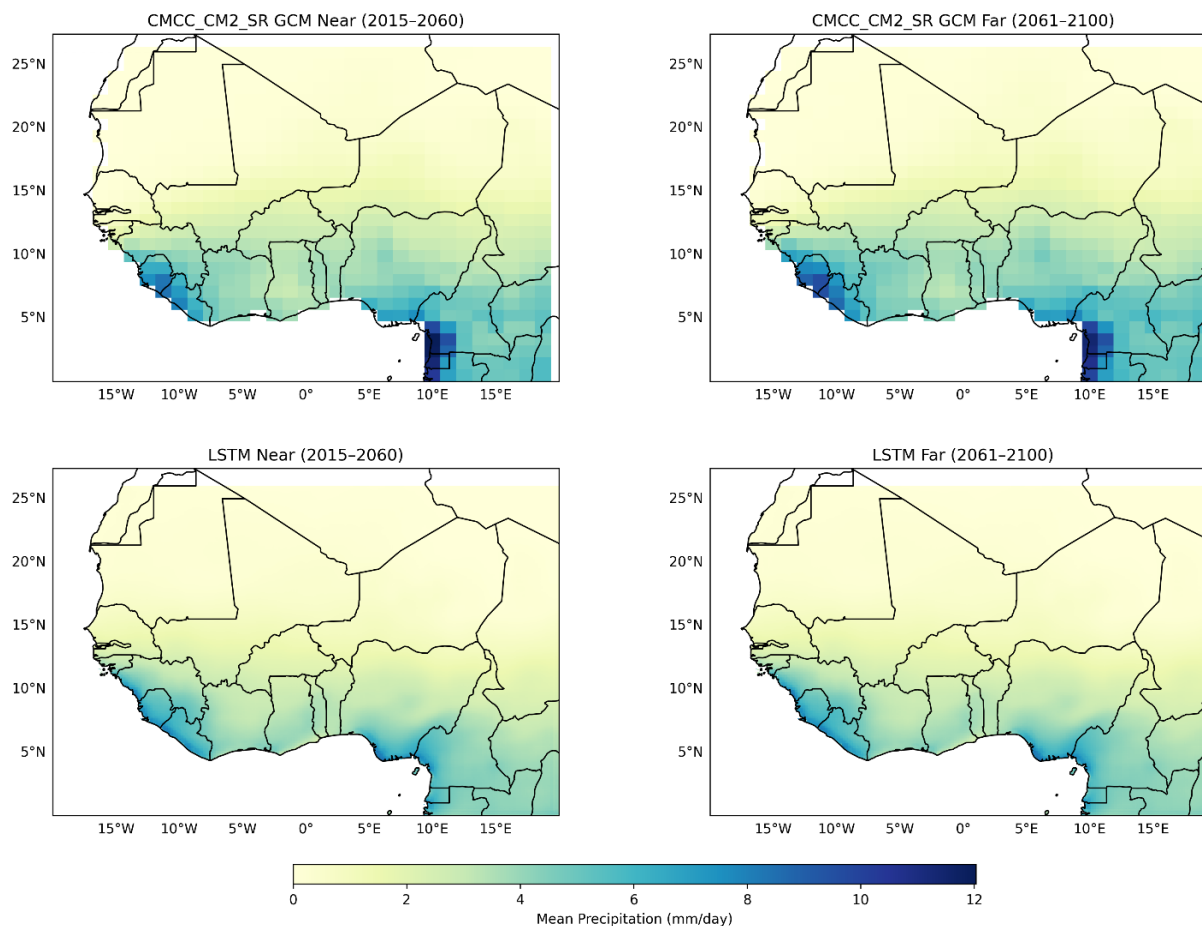 CMCC_CM2_SR GCM Near (2015–2060)
25°N
20°N
15°N
10°N
5°N
15°W 10°W 5°W 0° 5°E 10°E 15°E
CMCC_CM2_SR GCM Far (2061–2100)
25°N
20°N
15°N
10°N
5°N
15°W 10°W 5°W 0° 5°E 10°E 15°E
LSTM Near (2015–2060)
25°N
20°N
15°N
10°N
5°N
15°W 10°W 5°W 0° 5°E 10°E 15°E
LSTM Far (2061–2100)
25°N
20°N
15°N
10°N
5°N
15°W 10°W 5°W 0° 5°E 10°E 15°E
0 2 4 6 8 10 12
Mean Precipitation (mm/day)